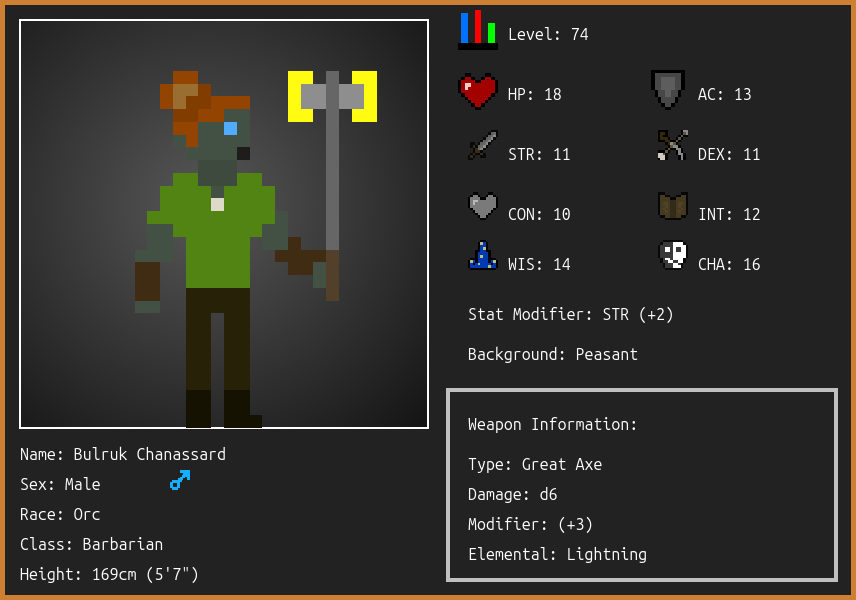 Level: 74
HP: 18
AC: 13
STR: 11
DEX: 11
CON: 10
INT: 12
WIS: 14
CHA: 16
Stat Modifier: STR (+2)
Background: Peasant
Weapon Information:
Type: Great Axe
Damage: d6
Modifier: (+3)
Elemental: Lightning
Name: Bulruk Chanassard
Sex: Male
Race: Orc
Class: Barbarian
Height: 169cm (5'7")